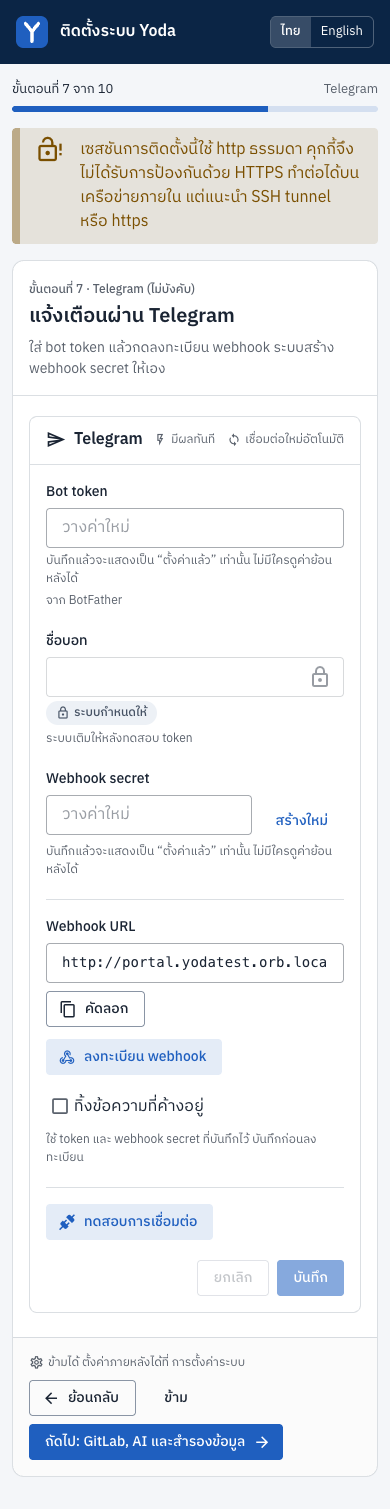 Y ติดตั้งระบบ Yoda ไทย English
ขั้นตอนที่ 7 จาก 10 Telegram
เซสชันการติดตั้งนี้ใช้ http ธรรมดา คุกกี้จึง
ไม่ได้รับการป้องกันด้วย HTTPS ทำต่อได้บน
เครือข่ายภายใน แต่แนะนำ SSH tunnel
หรือ https
ขั้นตอนที่ 7 · Telegram (ไม่บังคับ)
แจ้งเตือนผ่าน Telegram
ใส่ bot token แล้วกดลงทะเบียน webhook ระบบสร้าง
webhook secret ให้เอง
Telegram มีผลทันที เชื่อมต่อใหม่อัตโนมัติ
Bot token
วางค่าใหม่
บันทึกแล้วจะแสดงเป็น “ตั้งค่าแล้ว” เท่านั้น ไม่มีใครดูค่าย้อน
หลังได้
จาก BotFather
ชื่อบอท
ระบบกำหนดให้
ระบบเติมให้หลังทดสอบ token
Webhook secret
วางค่าใหม่ สร้างใหม่
บันทึกแล้วจะแสดงเป็น “ตั้งค่าแล้ว” เท่านั้น ไม่มีใครดูค่าย้อน
หลังได้
Webhook URL
http://portal.yodatest.orb.loca
คัดลอก
ลงทะเบียน webhook
ทิ้งข้อความที่ค้างอยู่
ใช้ token และ webhook secret ที่บันทึกไว้ บันทึกก่อนลง
ทะเบียน
ทดสอบการเชื่อมต่อ
ยกเลิก บันทึก
ข้ามได้ ตั้งค่าภายหลังได้ที่ การตั้งค่าระบบ
ย้อนกลับ ข้าม
ถัดไป: GitLab, AI และสำรองข้อมูล